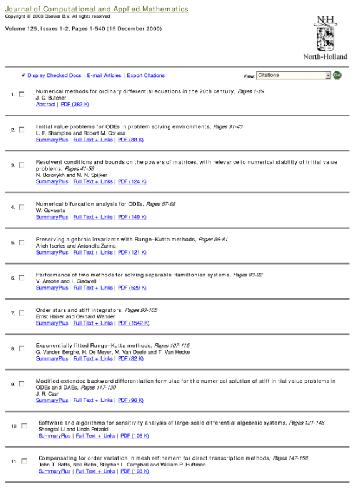 Journal of Computational and Applied Mathematics
Copyright © 2003 Elsevier B.V. All rights reserved
Volume 125, Issues 1-2, Pages 1-540 (15 December 2000)
North-Holland
Display Checked Docs | E-mail Articles | Export Citations
View: Citations
1. Numerical methods for ordinary differential equations in the 20th century, Pages 1-29
J. C. Butcher
Abstract | PDF
2. Initial value problems for ODEs in problem solving environments, Pages 31-40
L. F. Shampine and Robert M. Corless
SummaryPlus | Full Text + Links | PDF
3. Resolvent conditions and bounds on the powers of matrices, with relevance to numerical stability of initial value
problems, Pages 41-56
N. Borovykh and M. N. Spijker
SummaryPlus | Full Text + Links | PDF (124 K)
4. Numerical bifurcation analysis for ODEs, Pages 57-68
W. Govaerts
SummaryPlus | Full Text + Links | PDF (149 K)
5. Preserving algebraic invariants with Runge-Kutta methods, Pages 69-81
Arieh Iserles and Antonella Zanna
SummaryPlus | Full Text + Links | PDF (121 K)
6. Performance of two methods for solving separable Hamiltonian systems, Pages 83-92
V. Antohe and I. Gladwell
SummaryPlus | Full Text + Links | PDF
7. Order stars and stiff integrators, Pages 93-105
Ernst Hairer and Gerhard Wanner
SummaryPlus | Full Text + Links | PDF (1542 K)
8. Exponentially fitted Runge-Kutta methods, Pages 107-115
G. Vanden Berghe, H. De Meyer, M. Van Daele and T. Van Hecke
SummaryPlus | Full Text + Links | PDF (82 K)
9. Modified extended backward differentiation formulae for the numerical solution of stiff initial value problems in
ODEs and DAEs, Pages 117-130
J. R. Cash
SummaryPlus | Full Text + Links | PDF
10. Software and algorithms for sensitivity analysis of large-scale differential algebraic systems, Pages 131-145
Shengtai Li and Linda Petzold
SummaryPlus | Full Text + Links | PDF
11. Compensating for order variation in mesh refinement for direct transcription methods, Pages 147-158
John T. Betts, Neil Biehn, Stephen L. Campbell and William P. Huffman
SummaryPlus | Full Text + Links | PDF